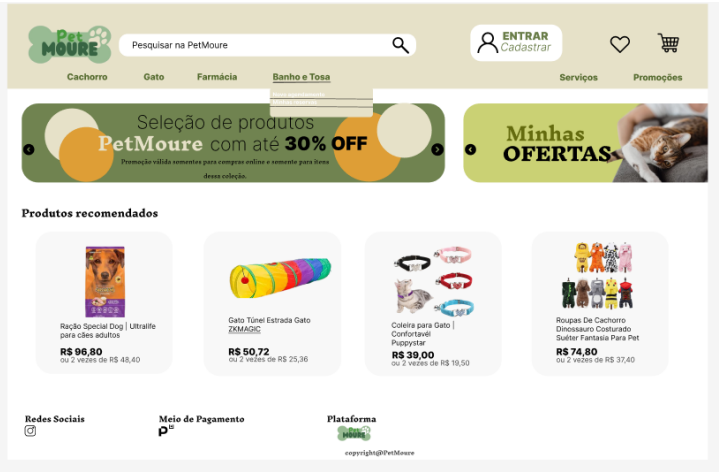 Pet
MOURE
Pesquisar na PetMoure
ENTRAR
Cadastrar
Cachorro
Gato
Farmácia
Banho e Tosa
Serviços
Promoções
Seleção de produtos
PetMoure com até 30% OFF
Promoção válida sementes para compras online e somente para itens
dessa coleção.
Minhas
OFERTAS
Produtos recomendados
Ração Special Dog | Ultralife
para cães adultos
R$ 96,80
ou 2 vezes de R$ 48,40
Gato Túnel Estrada Gato
ZKMAGIC
R$ 50,72
ou 2 vezes de R$ 25,36
Coleira para Gato |
Confortavél
Puppystar
R$ 39,00
ou 2 vezes de R$ 19,50
Roupas De Cachorro
Dinossauro Costurado
Suéter Fantasia Para Pet
R$ 74,80
ou 2 vezes de R$ 37,40
Redes Sociais
Meio de Pagamento
Plataforma
Pet
MOURE
copyright@PetMoure